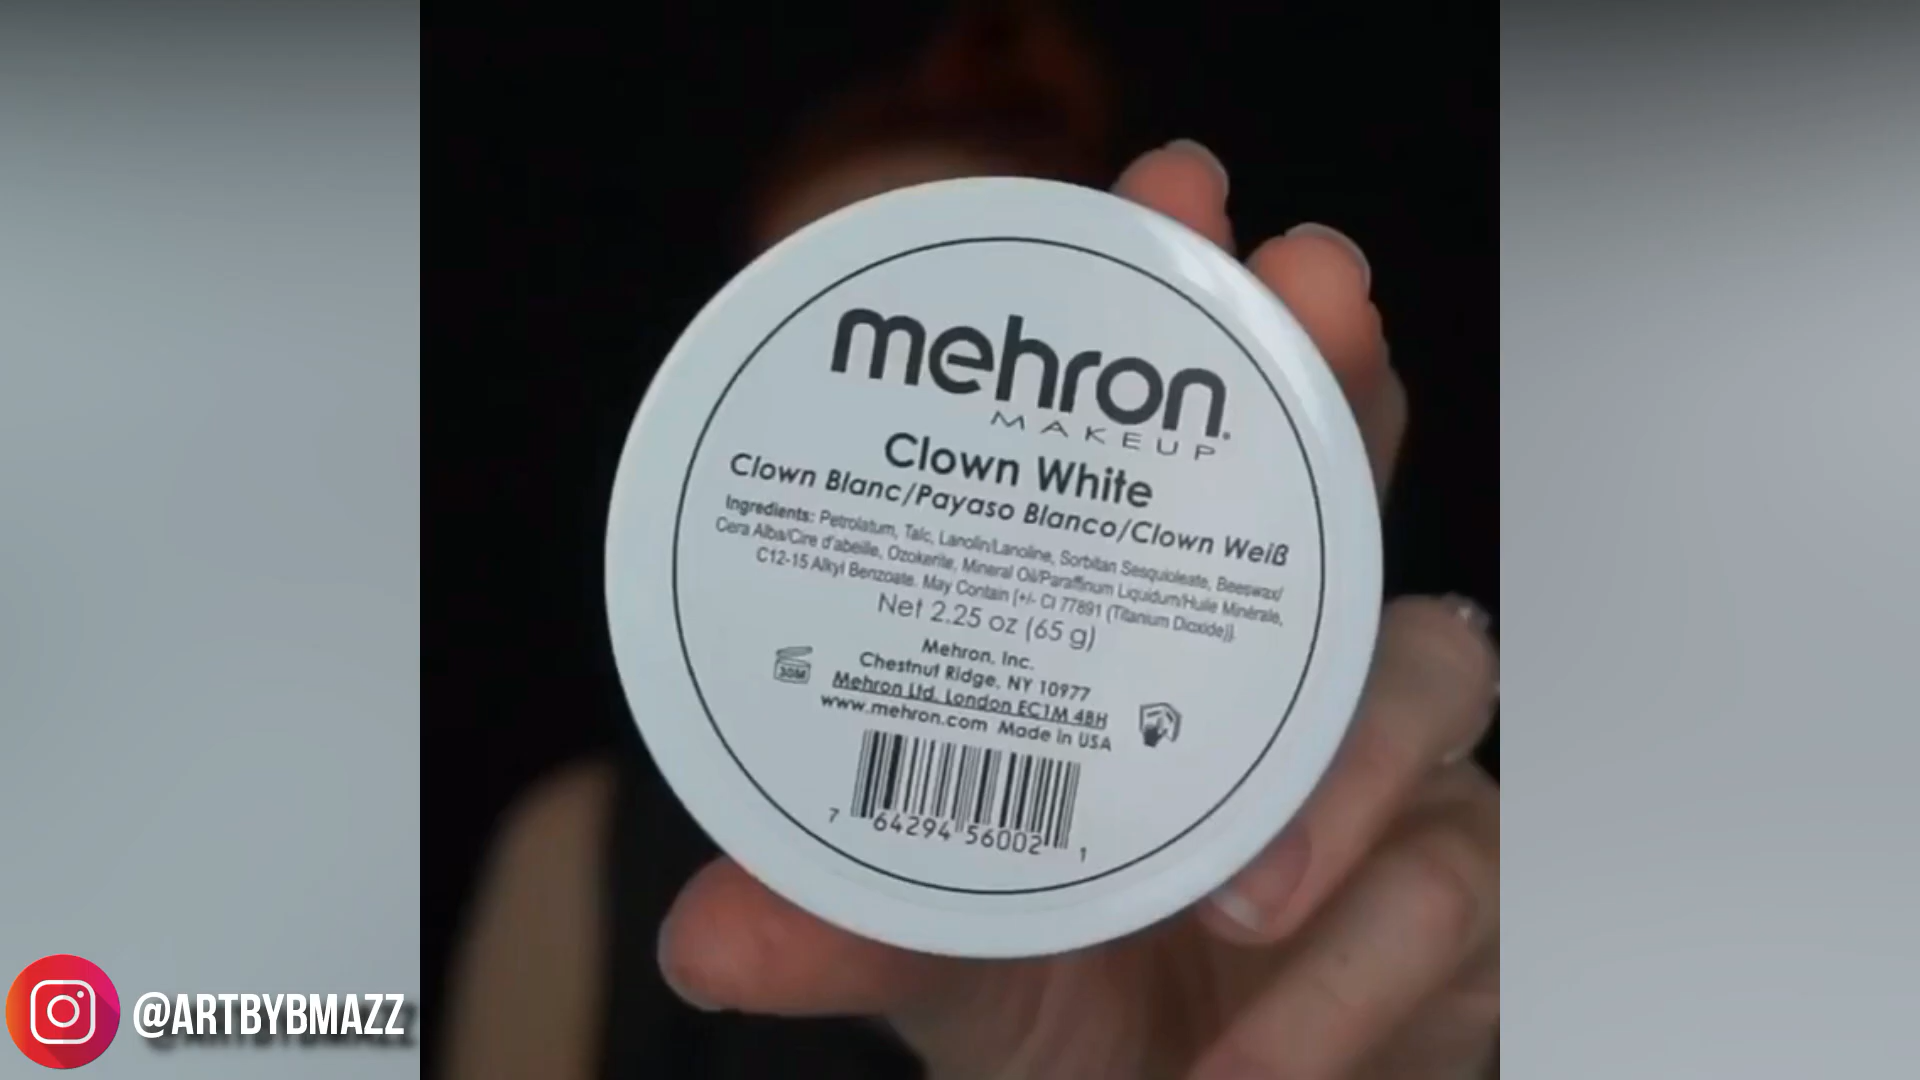 mehron.
MAKEUP
Clown White
Clown Blanc/Payaso Blanco/Clown Weiß
Ingredients: Petrolatum, Talc, Lanolin/Lanoline, Sorbitan Sesquioleate, Beeswax/
Cera Alba/Cire d'abeille, Ozokerite, Mineral Oil/Paraffinum Liquidum/Huile Minérale,
C12-15 Alkyl Benzoate. May Contain [+/- CI 77891 (Titanium Dioxide)].
Net 2.25 oz (65 g)
30M
Mehron, Inc.
Chestnut Ridge, NY 10977
Mehron Ltd. London EC1M 4BH
www.mehron.com Made in USA
7 64294 56002 1
@ARTBYBMAZZ